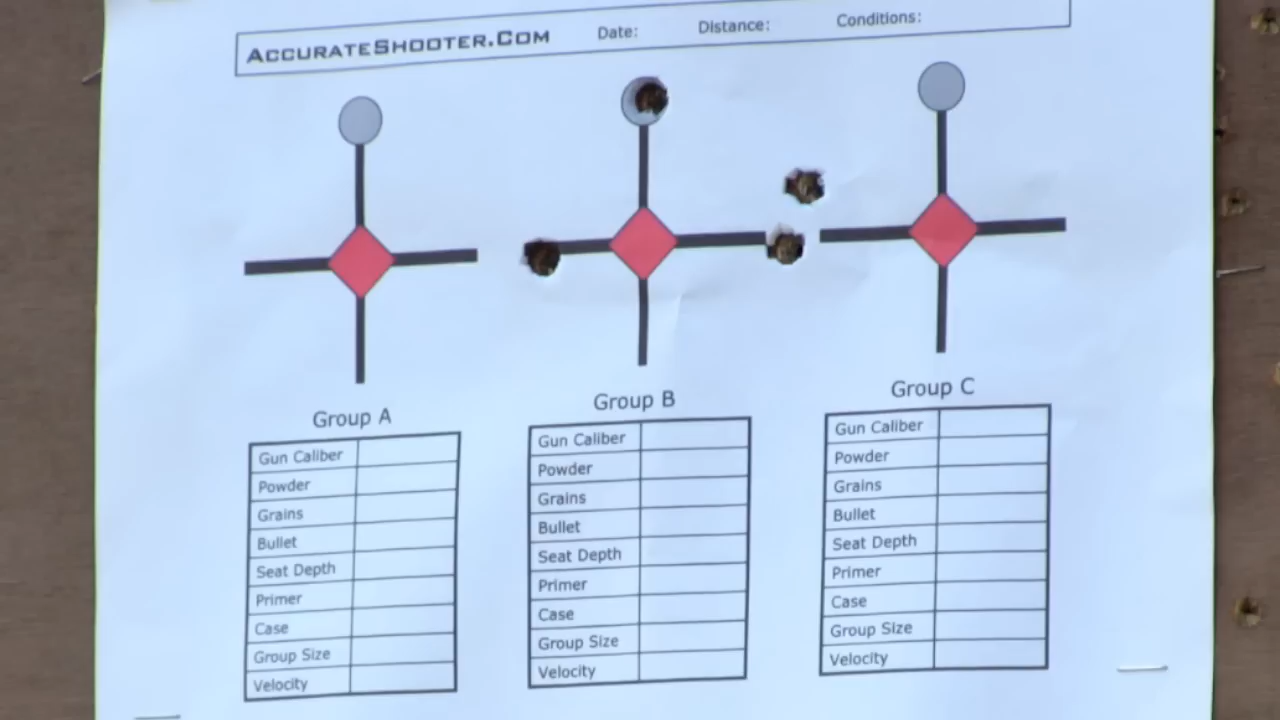 AccurateShooter.Com Date: Distance: Conditions:
Group A
Gun Caliber
Powder
Grains
Bullet
Seat Depth
Primer
Case
Group Size
Velocity
Group B
Gun Caliber
Powder
Grains
Bullet
Seat Depth
Primer
Case
Group Size
Velocity
Group C
Gun Caliber
Powder
Grains
Bullet
Seat Depth
Primer
Case
Group Size
Velocity